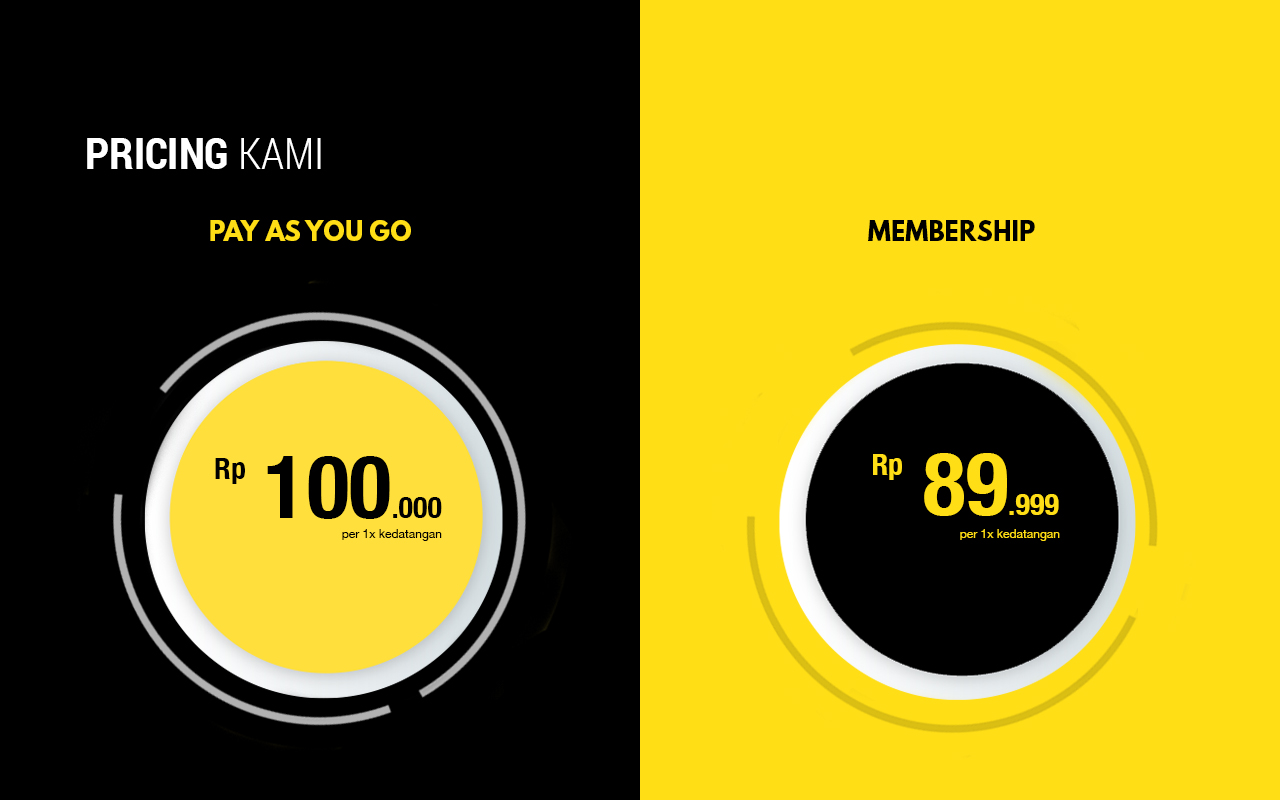 PRICING KAMI
PAY AS YOU GO
Rp 100.000
per 1x kedatangan
MEMBERSHIP
Rp 89.999
per 1x kedatangan